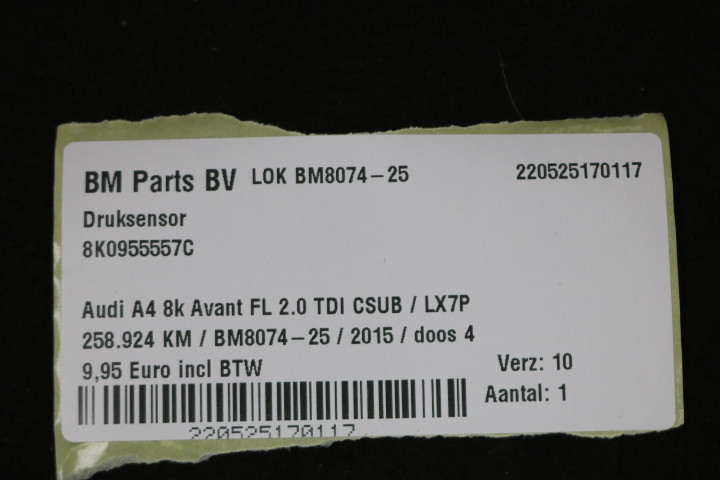 BM Parts BV LOK BM8074-25 220525170117
Druksensor
8K0955557C
Audi A4 8k Avant FL 2.0 TDI CSUB / LX7P
258.924 KM / BM8074-25 / 2015 / doos 4
9,95 Euro incl BTW Verz: 10
Aantal: 1
220525170117